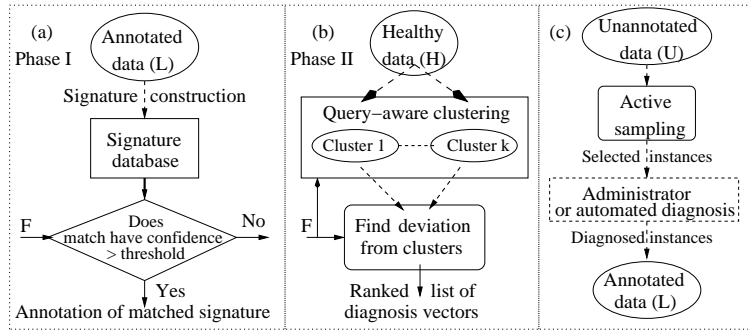 (a)
Phase I
Annotated
data (L)
Signature construction
Signature
database
F
Does
match have confidence
> threshold
No
Yes
Annotation of matched signature
(b)
Phase II
Healthy
data (H)
Query-aware clustering
Cluster 1
Cluster k
F
Find deviation
from clusters
Ranked list of
diagnosis vectors
(c)
Unannotated
data (U)
Active
sampling
Selected instances
Administrator
or automated diagnosis
Diagnosed instances
Annotated
data (L)